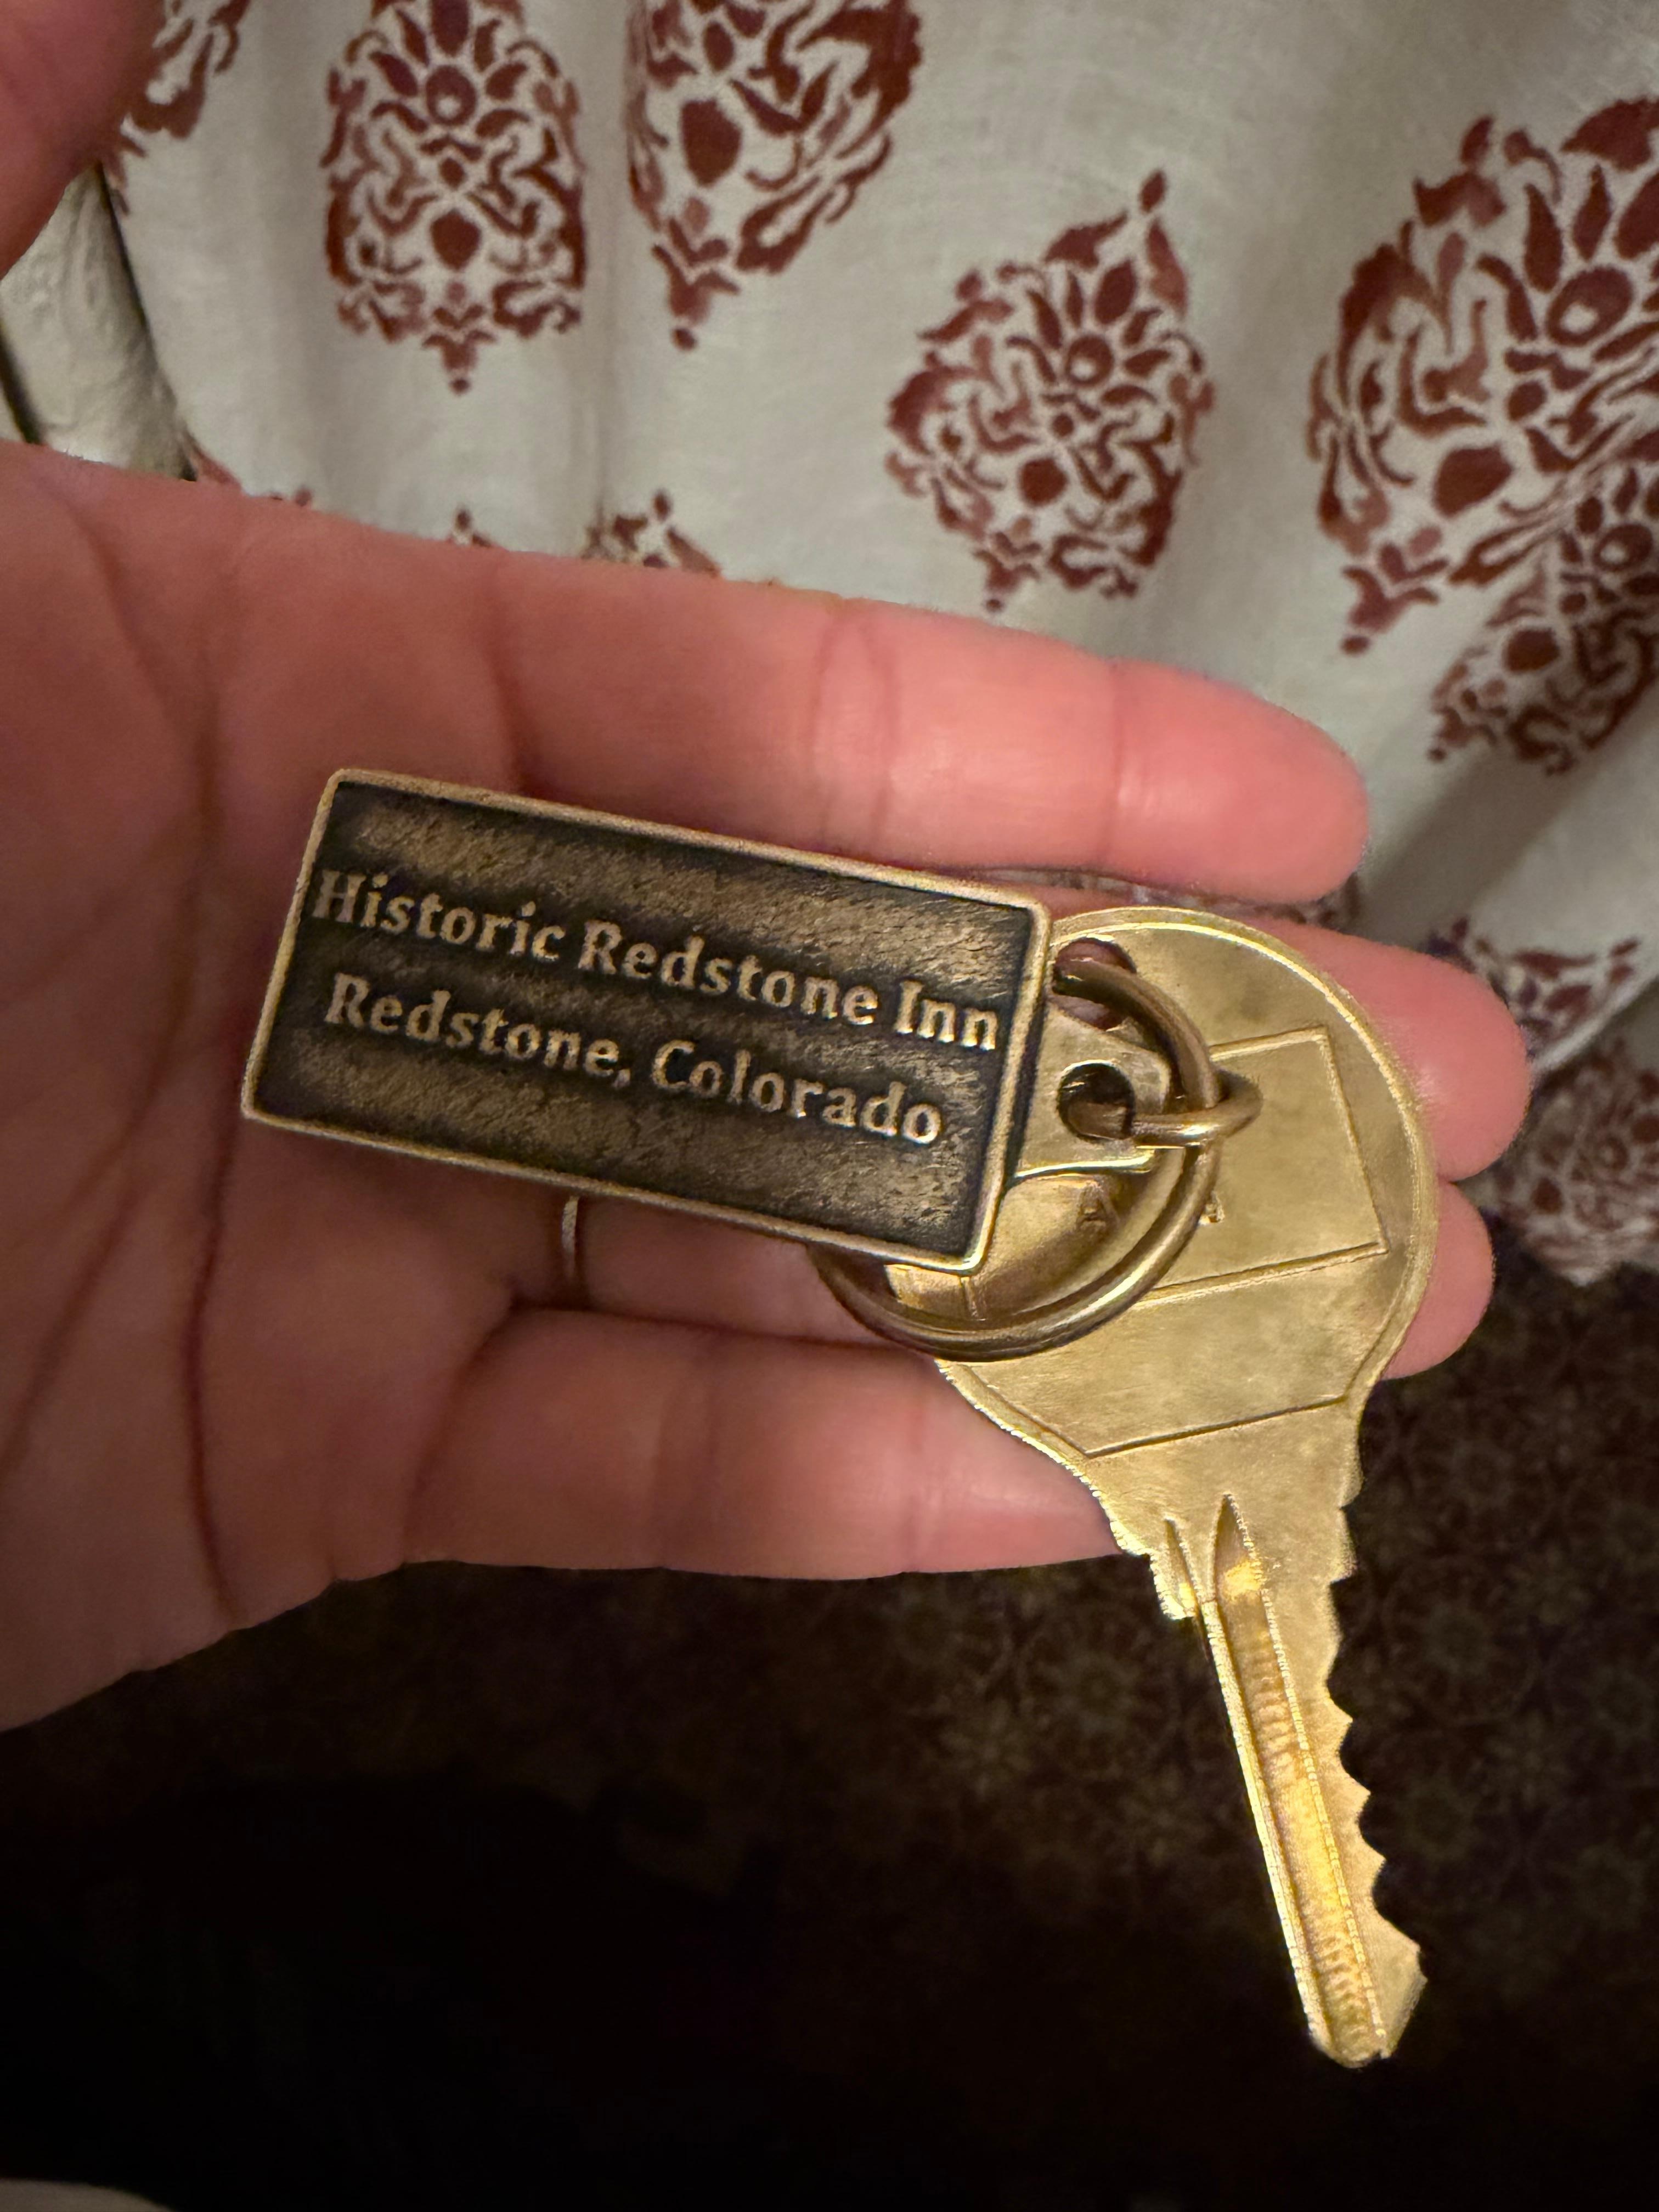 Historic Redstone Inn
Redstone, Colorado